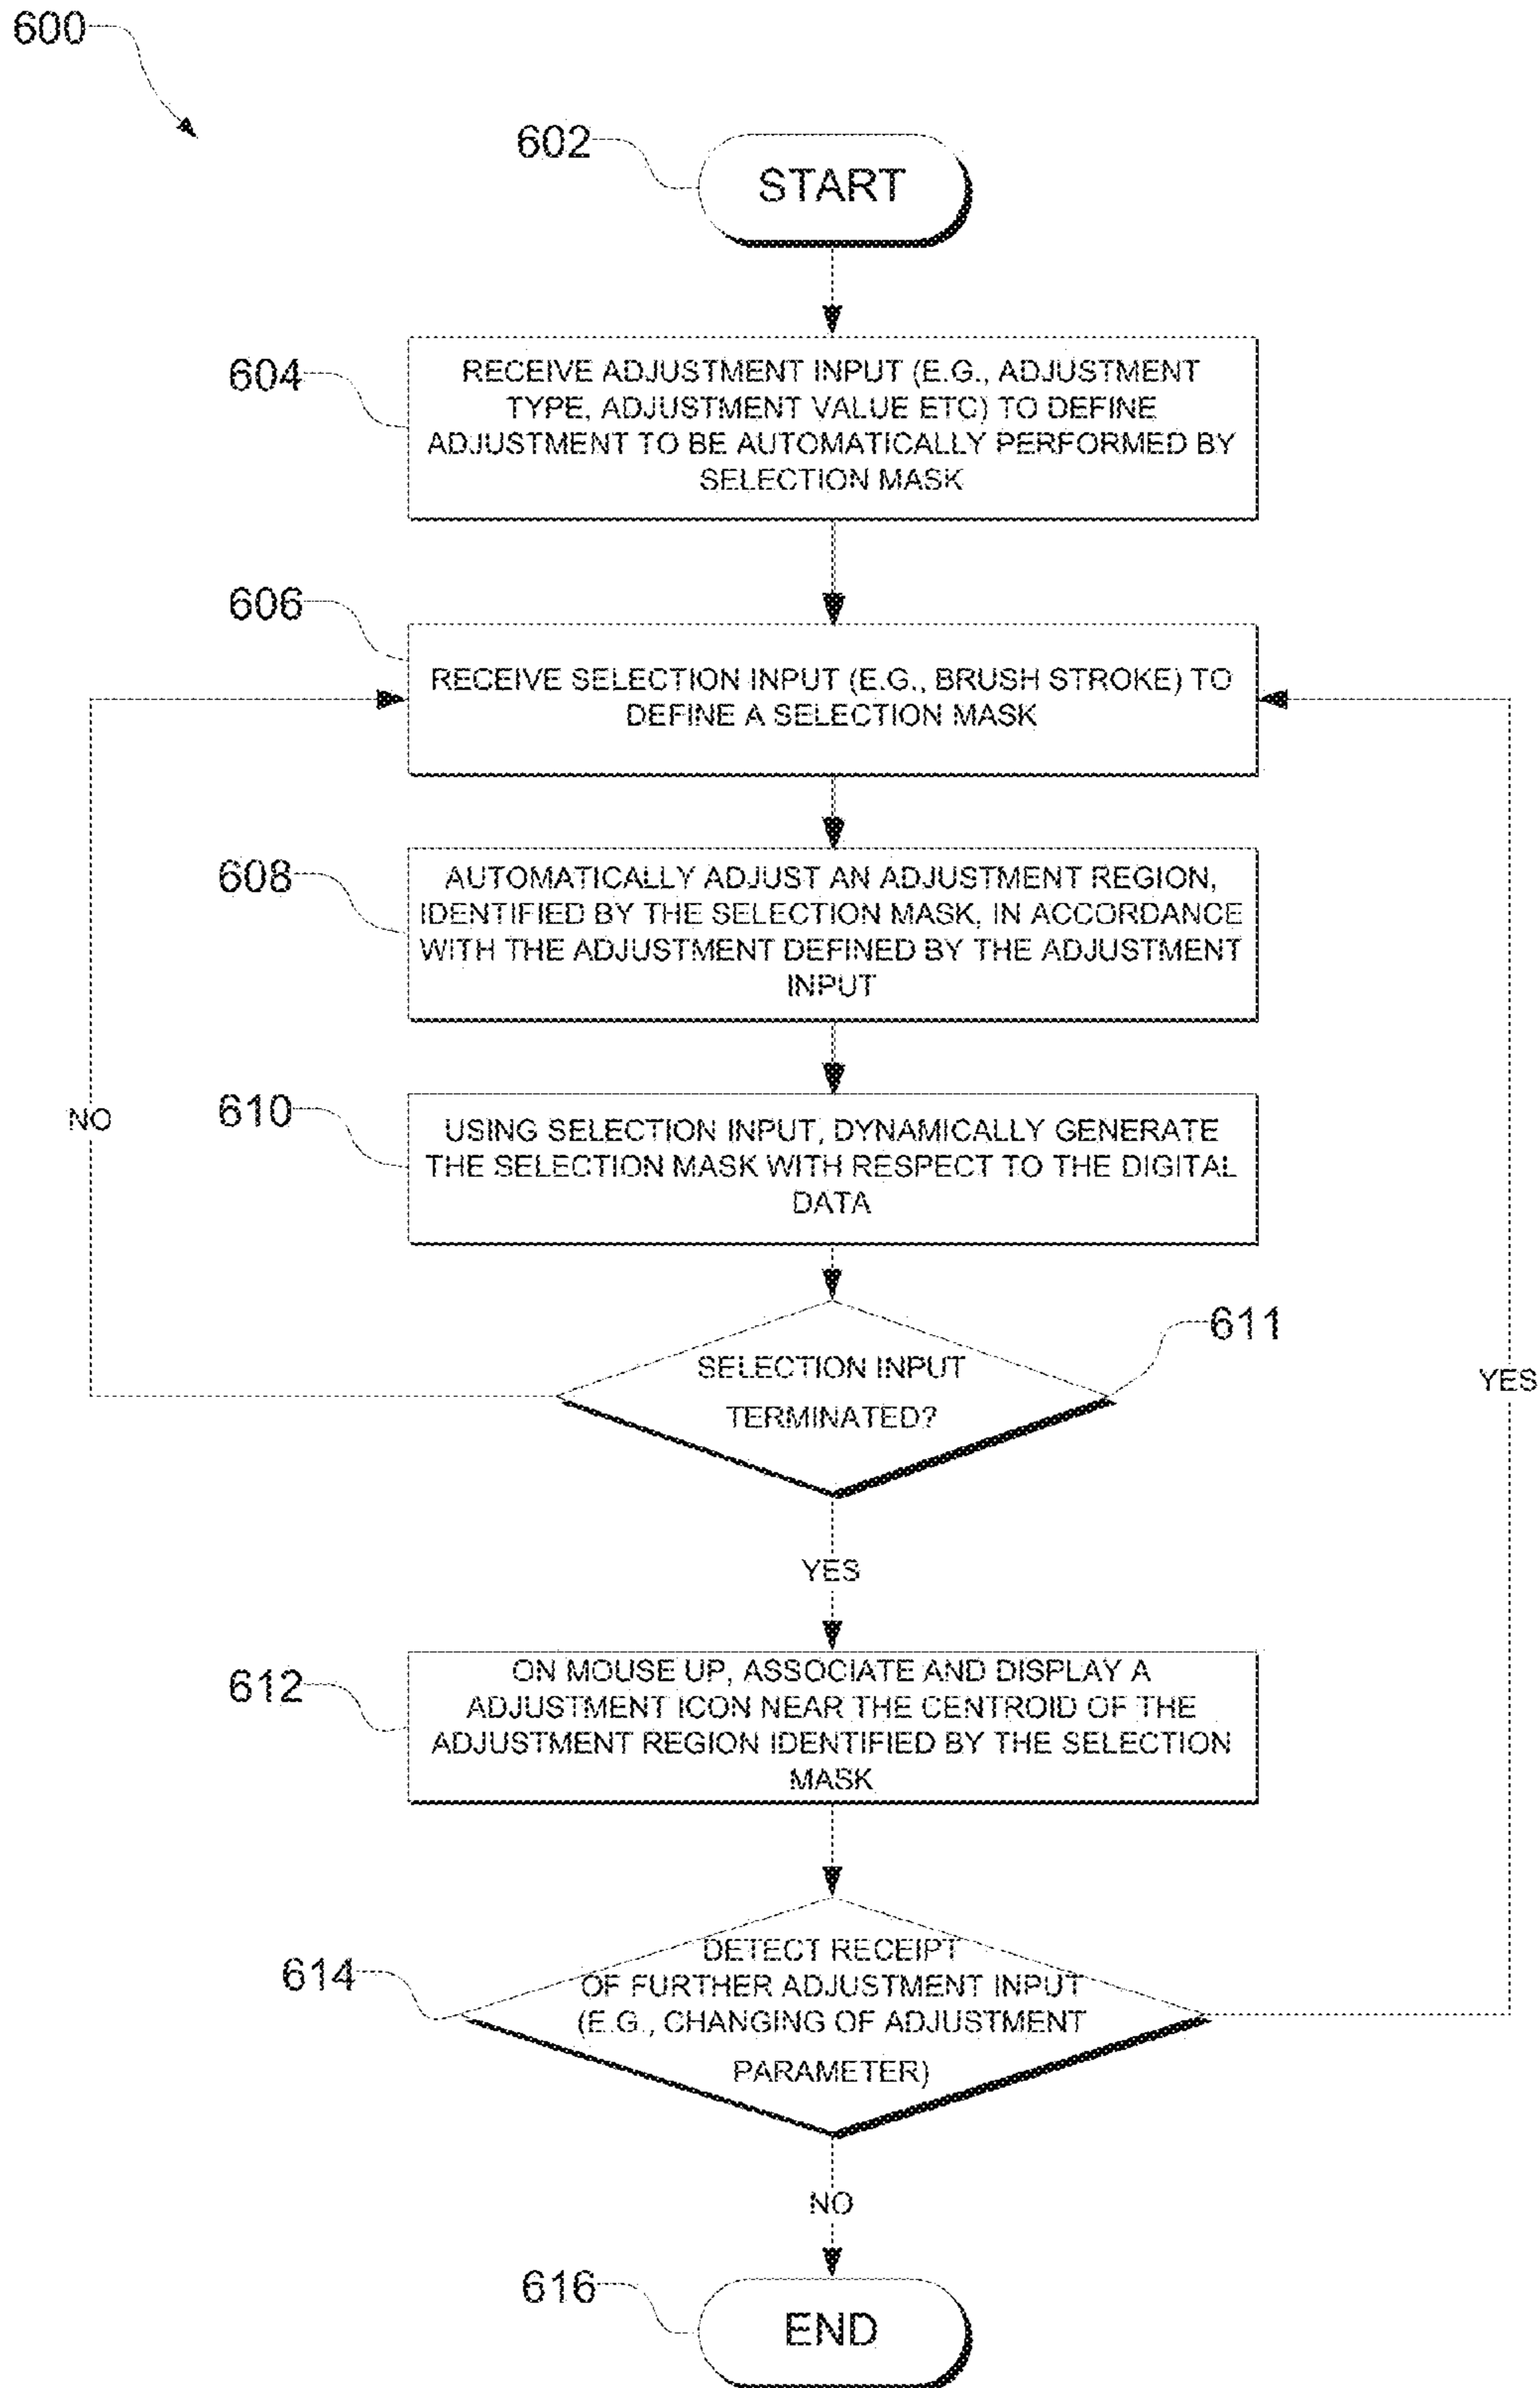 600
602
START
604
RECEIVE ADJUSTMENT INPUT (E.G., ADJUSTMENT
TYPE, ADJUSTMENT VALUE ETC) TO DEFINE
ADJUSTMENT TO BE AUTOMATICALLY PERFORMED BY
SELECTION MASK
606
RECEIVE SELECTION INPUT (E.G., BRUSH STROKE) TO
DEFINE A SELECTION MASK
608
AUTOMATICALLY ADJUST AN ADJUSTMENT REGION,
IDENTIFIED BY THE SELECTION MASK, IN ACCORDANCE
WITH THE ADJUSTMENT DEFINED BY THE ADJUSTMENT
INPUT
NO
610
USING SELECTION INPUT, DYNAMICALLY GENERATE
THE SELECTION MASK WITH RESPECT TO THE DIGITAL
DATA
611
SELECTION INPUT
TERMINATED?
YES
YES
612
ON MOUSE UP, ASSOCIATE AND DISPLAY A
ADJUSTMENT ICON NEAR THE CENTROID OF THE
ADJUSTMENT REGION IDENTIFIED BY THE SELECTION
MASK
614
DETECT RECEIPT
OF FURTHER ADJUSTMENT INPUT
(E.G., CHANGING OF ADJUSTMENT
PARAMETER)
NO
616
END